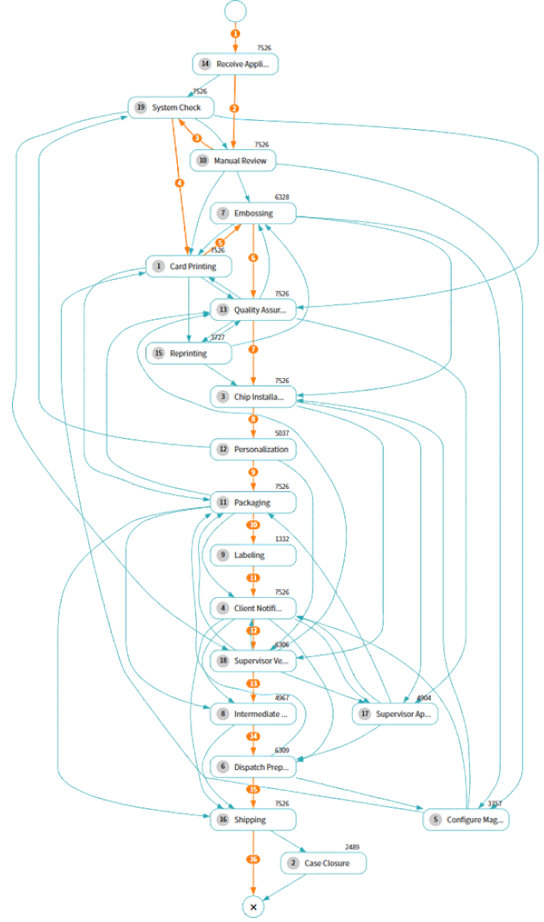 1
7526
14 Receive Appli...
7526
19 System Check
2
3
7526
10 Manual Review
4
6328
7 Embossing
5
7526
1 Card Printing
6
7526
13 Quality Assur...
3727
15 Reprinting
7
7526
3 Chip Installa...
8
5037
12 Personalization
9
7526
11 Packaging
10
1332
9 Labeling
11
7526
4 Client Notifi...
12
6306
18 Supervisor Ve...
13
4967
8 Intermediate ...
4904
17 Supervisor Ap...
14
6309
6 Dispatch Prep...
15
7526
16 Shipping
3757
5 Configure Mag...
16
2489
2 Case Closure